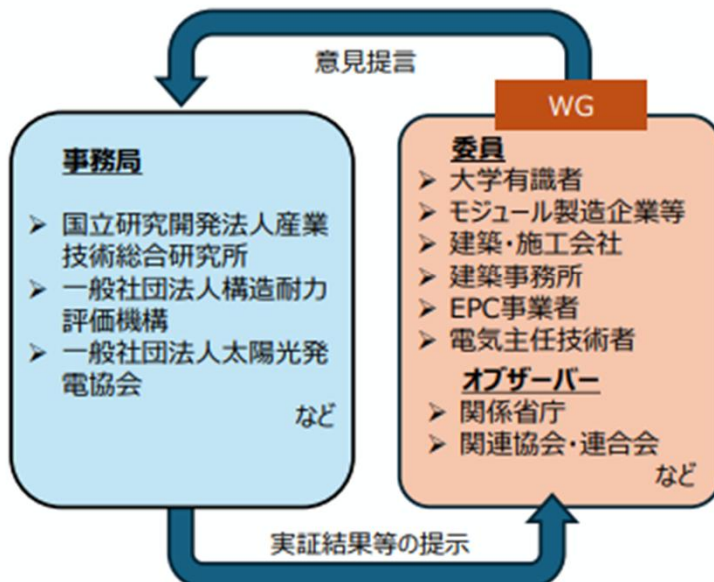 意見提言
WG
事務局
➢ 国立研究開発法人産業
技術総合研究所
➢ 一般社団法人構造耐力
評価機構
➢ 一般社団法人太陽光発
電協会
など
委員
➢ 大学有識者
➢ モジュール製造企業等
➢ 建築・施工会社
➢ 建築事務所
➢ EPC事業者
➢ 電気主任技術者
オブザーバー
➢ 関係省庁
➢ 関連協会・連合会
など
実証結果等の提示